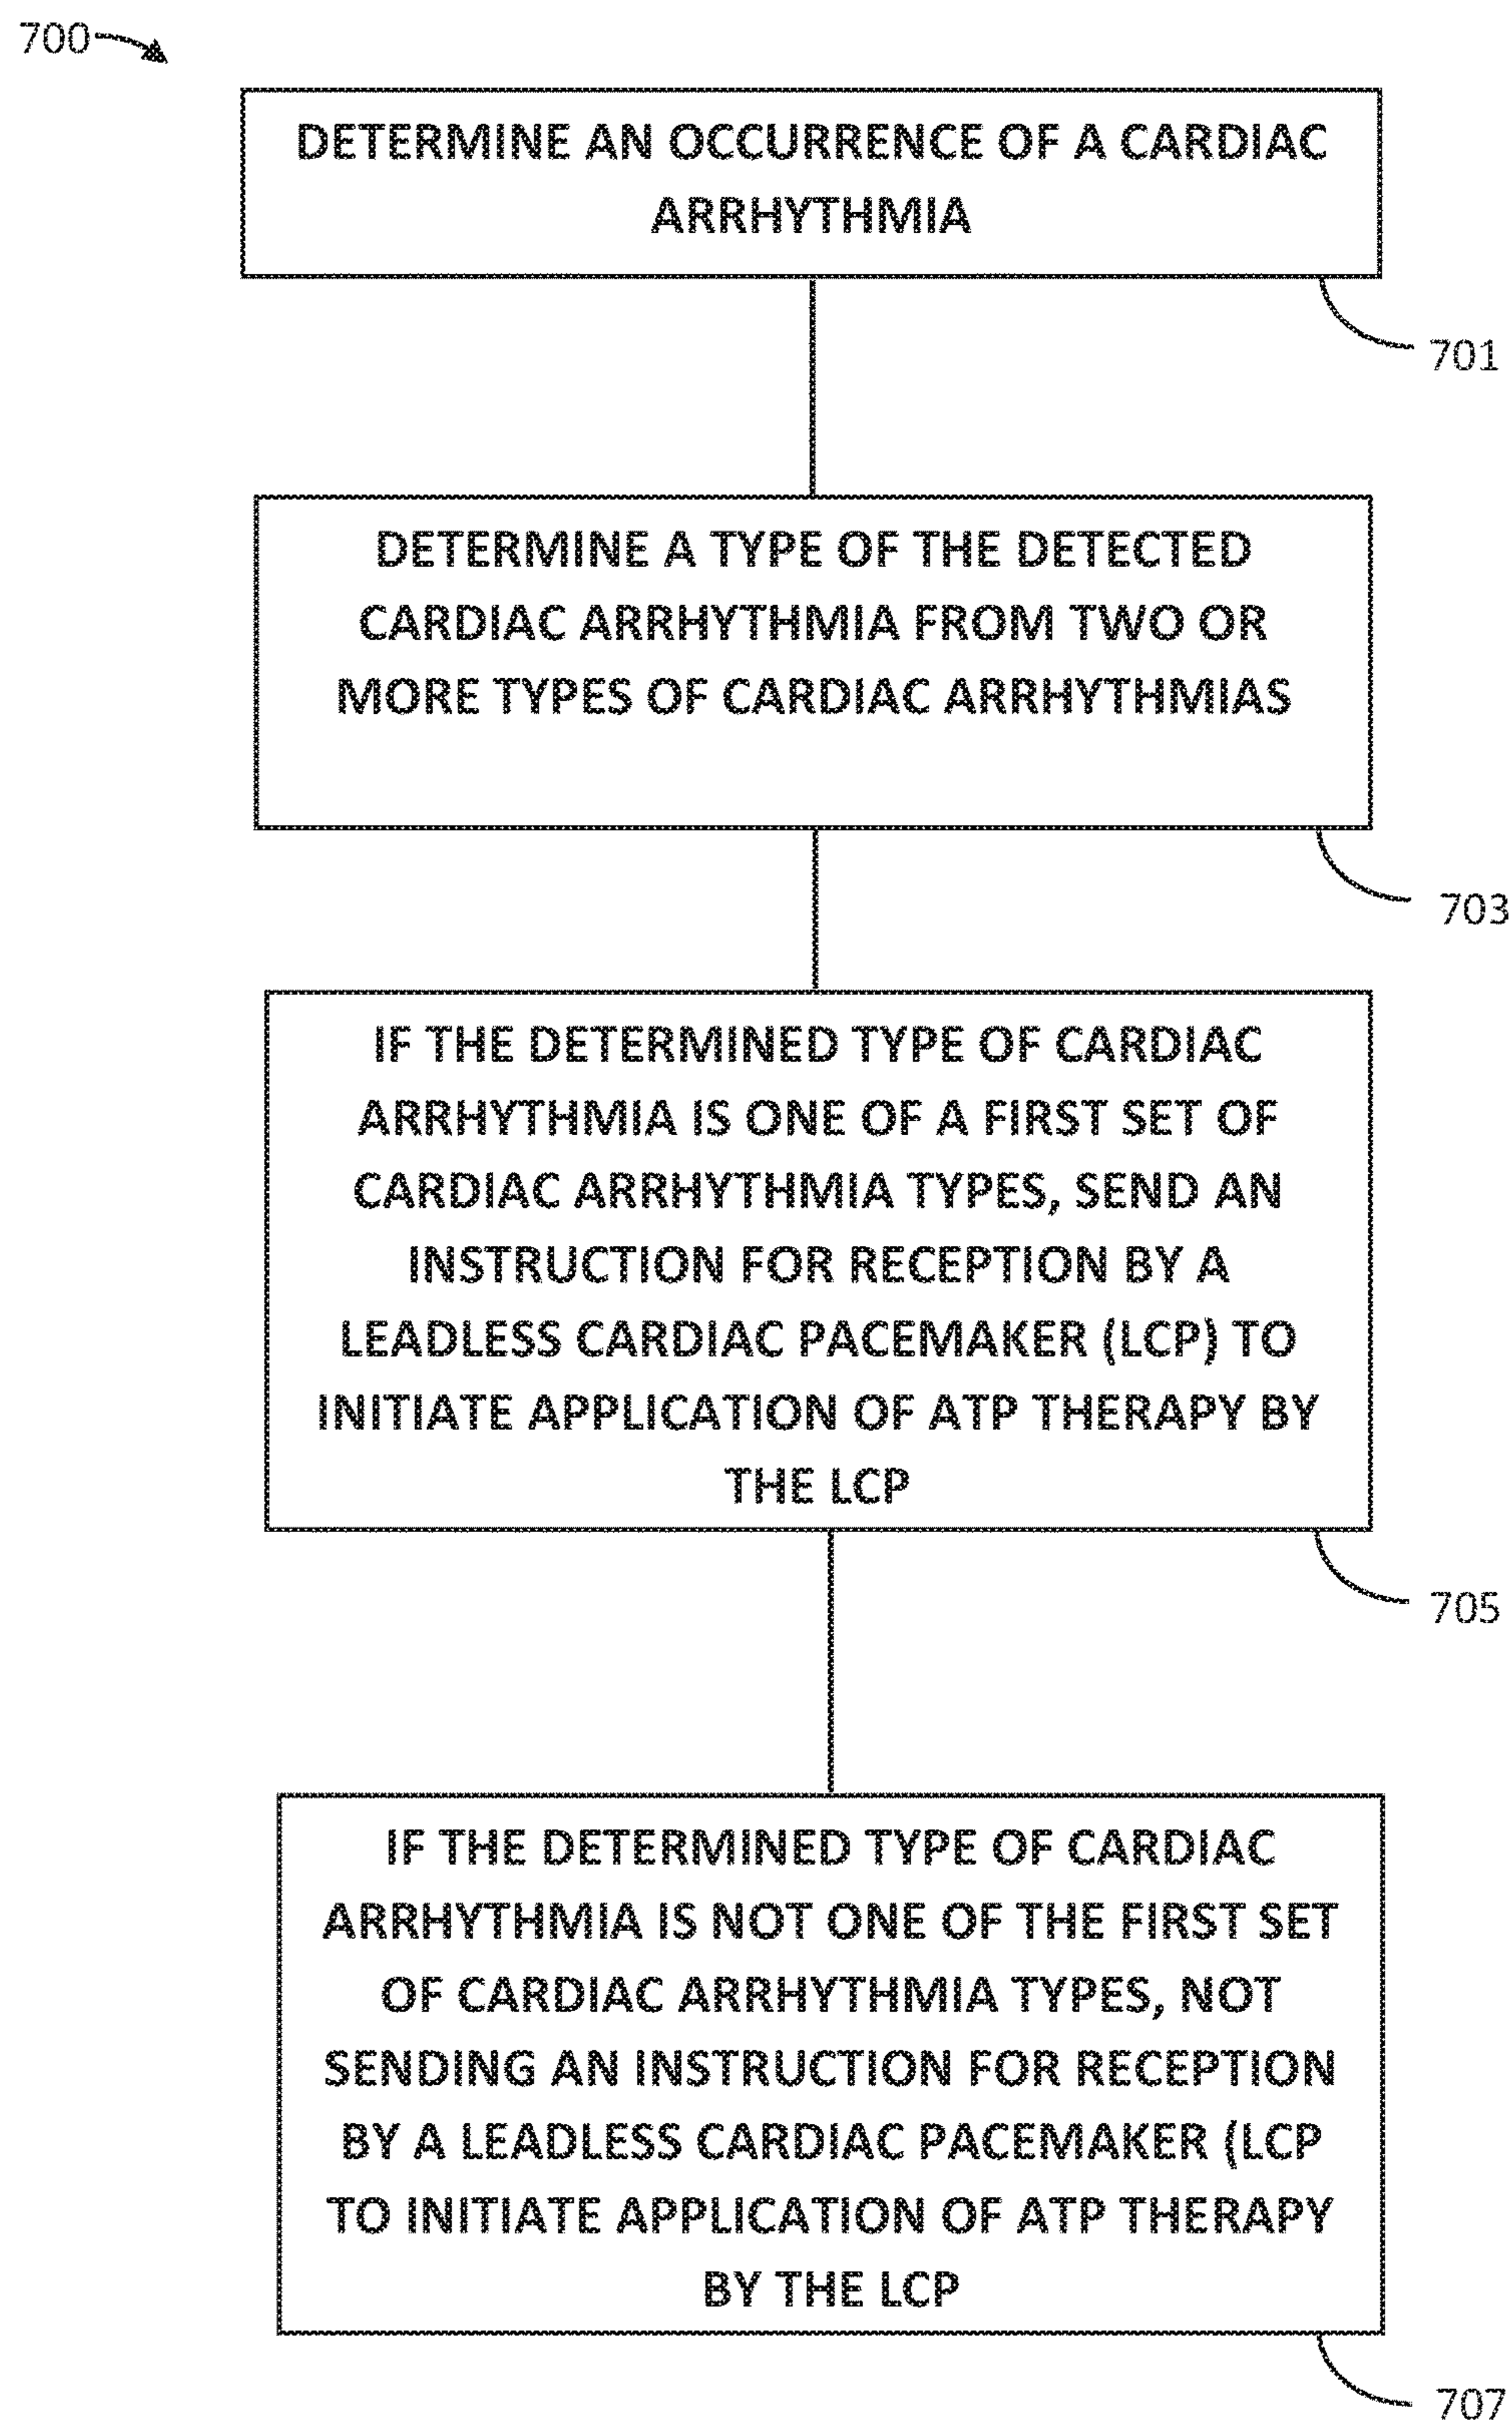 700
DETERMINE AN OCCURRENCE OF A CARDIAC
ARRHYTHMIA
701
DETERMINE A TYPE OF THE DETECTED
CARDIAC ARRHYTHMIA FROM TWO OR
MORE TYPES OF CARDIAC ARRHYTHMIAS
703
IF THE DETERMINED TYPE OF CARDIAC
ARRHYTHMIA IS ONE OF A FIRST SET OF
CARDIAC ARRHYTHMIA TYPES, SEND AN
INSTRUCTION FOR RECEPTION BY A
LEADLESS CARDIAC PACEMAKER (LCP) TO
INITIATE APPLICATION OF ATP THERAPY BY
THE LCP
705
IF THE DETERMINED TYPE OF CARDIAC
ARRHYTHMIA IS NOT ONE OF THE FIRST SET
OF CARDIAC ARRHYTHMIA TYPES, NOT
SENDING AN INSTRUCTION FOR RECEPTION
BY A LEADLESS CARDIAC PACEMAKER (LCP
TO INITIATE APPLICATION OF ATP THERAPY
BY THE LCP
707